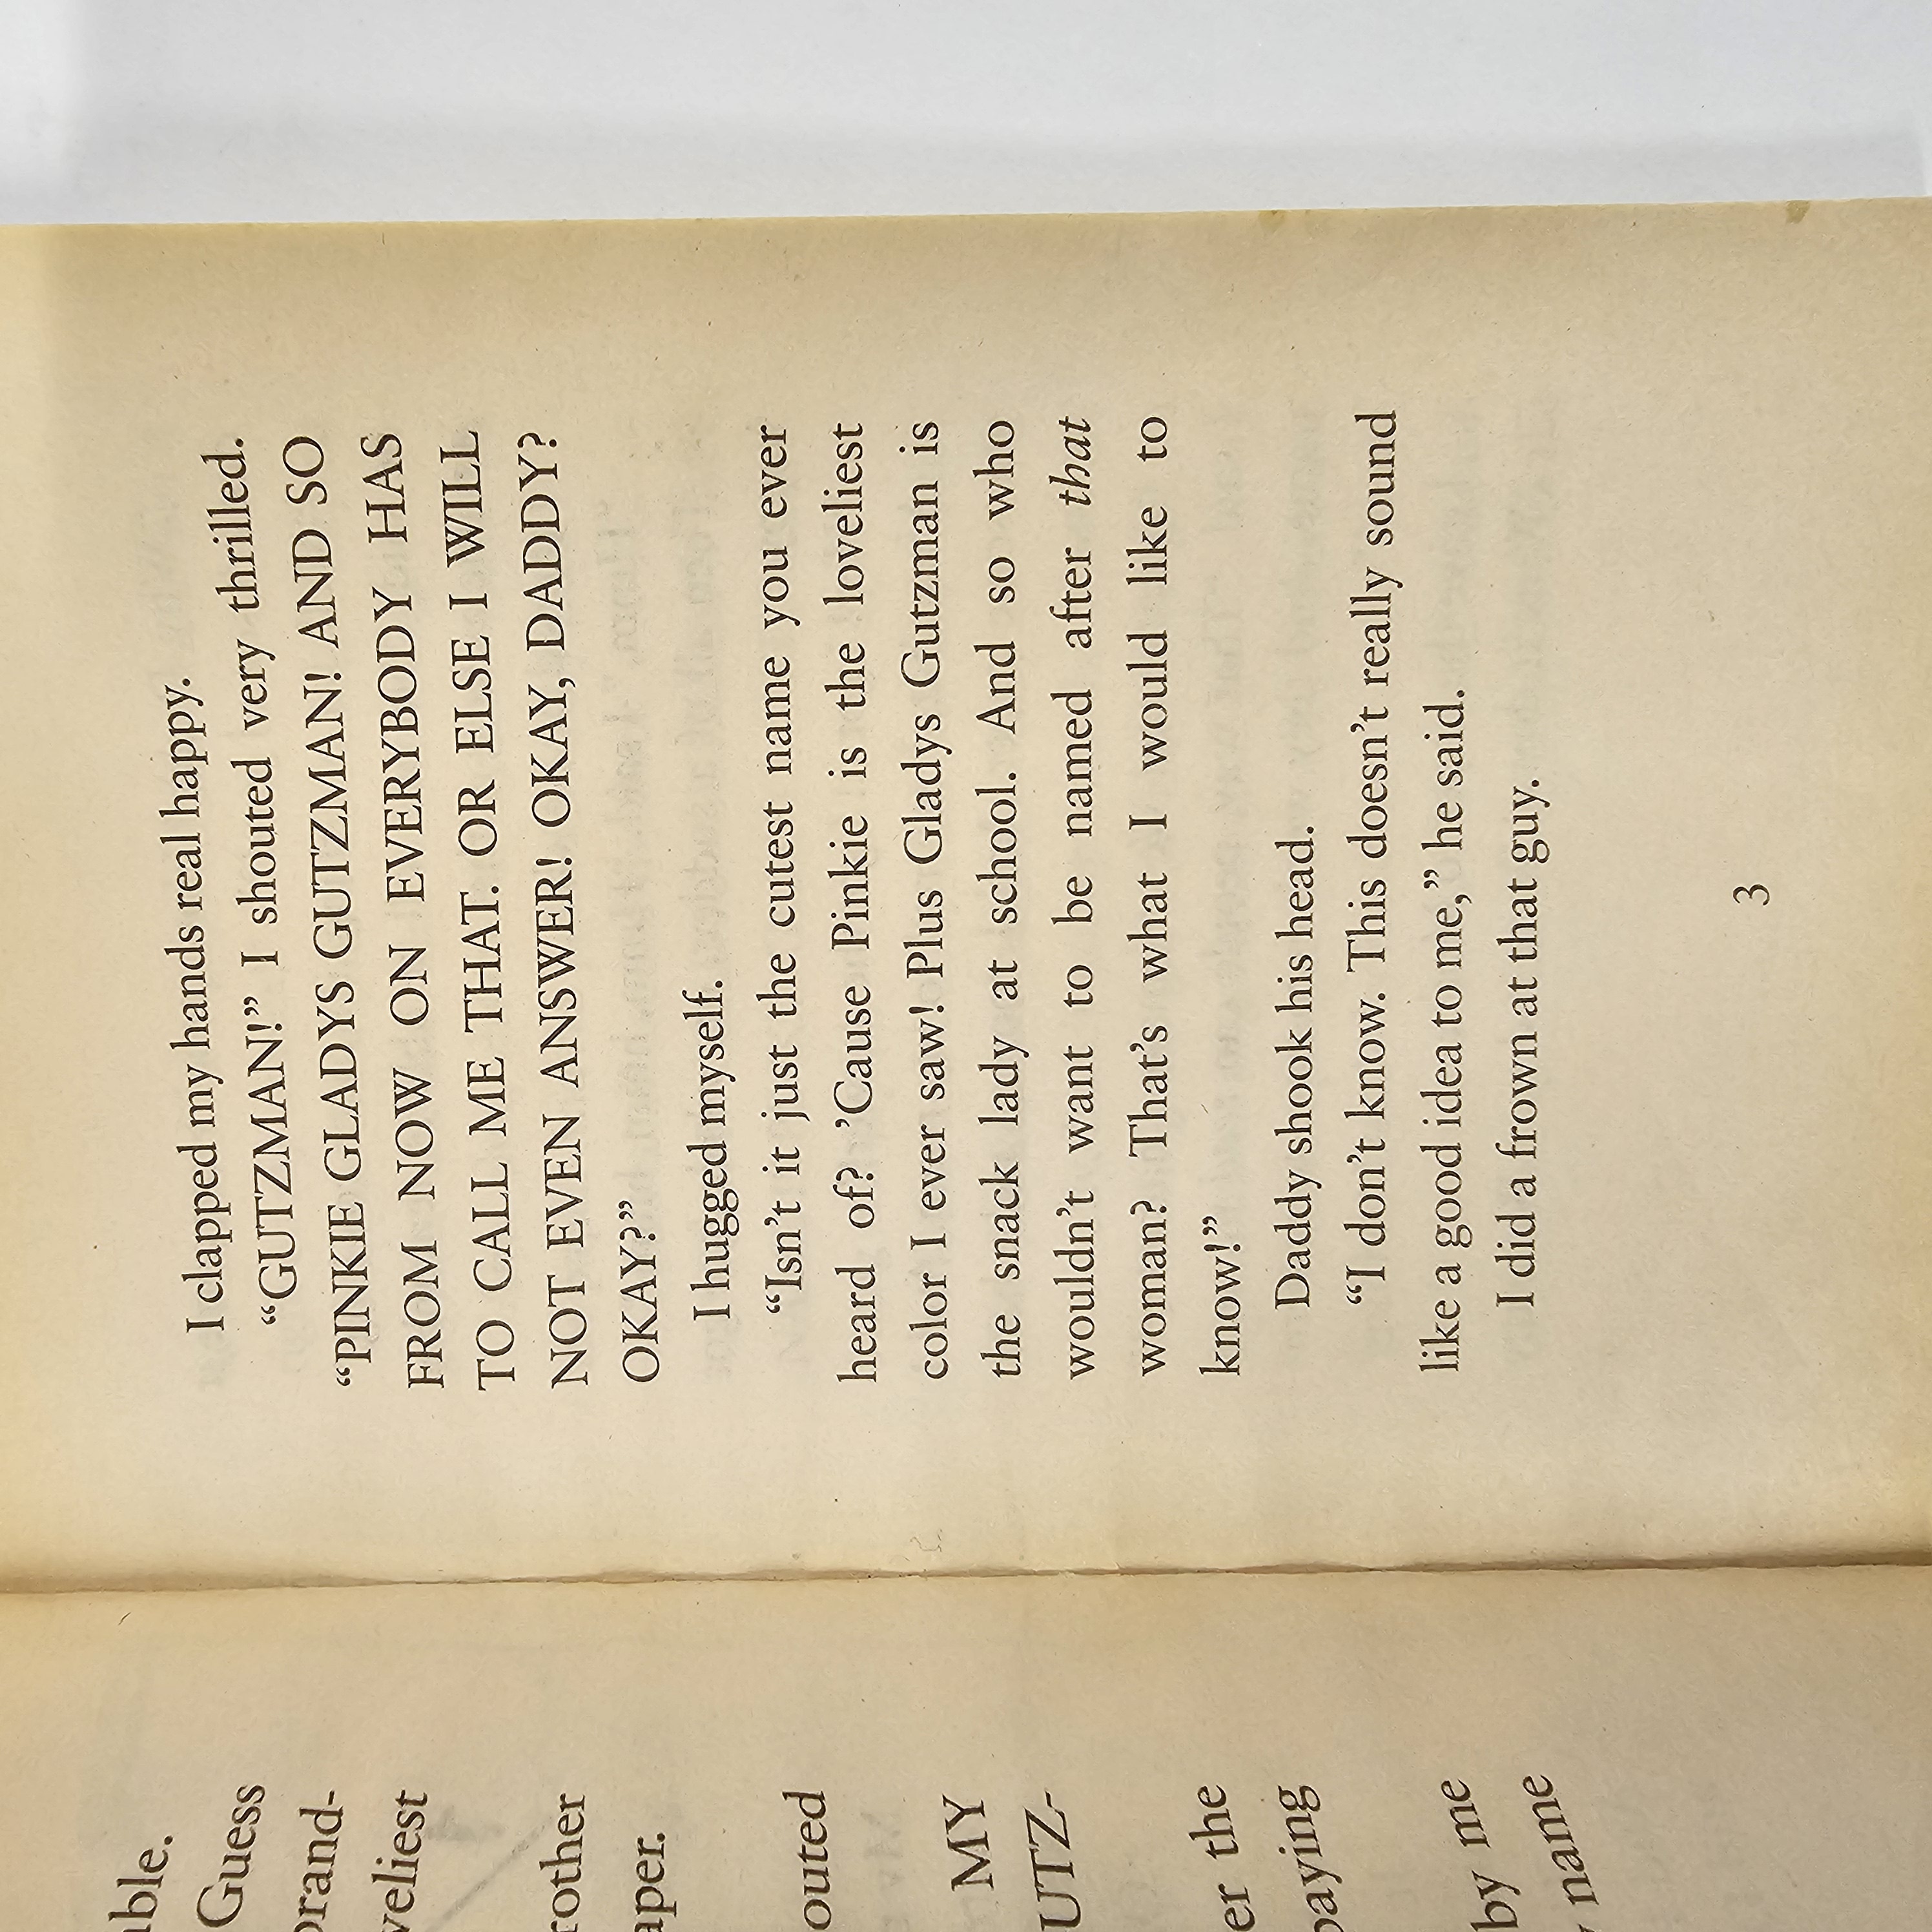 able.
Guess
brand-
veliest
rother
aper.
outed
MY
UTZ-
er the
paying
by me
name
I clapped my hands real happy.
“GUTZMAN!” I shouted very thrilled.
“PINKIE GLADYS GUTZMAN! AND SO
FROM NOW ON EVERYBODY HAS
TO CALL ME THAT. OR ELSE I WILL
NOT EVEN ANSWER! OKAY, DADDY?
OKAY?”
I hugged myself.
“Isn’t it just the cutest name you ever
heard of? ’Cause Pinkie is the loveliest
color I ever saw! Plus Gladys Gutzman is
the snack lady at school. And so who
wouldn’t want to be named after that
woman? That’s what I would like to
know!”
Daddy shook his head.
“I don’t know. This doesn’t really sound
like a good idea to me,” he said.
I did a frown at that guy.
3